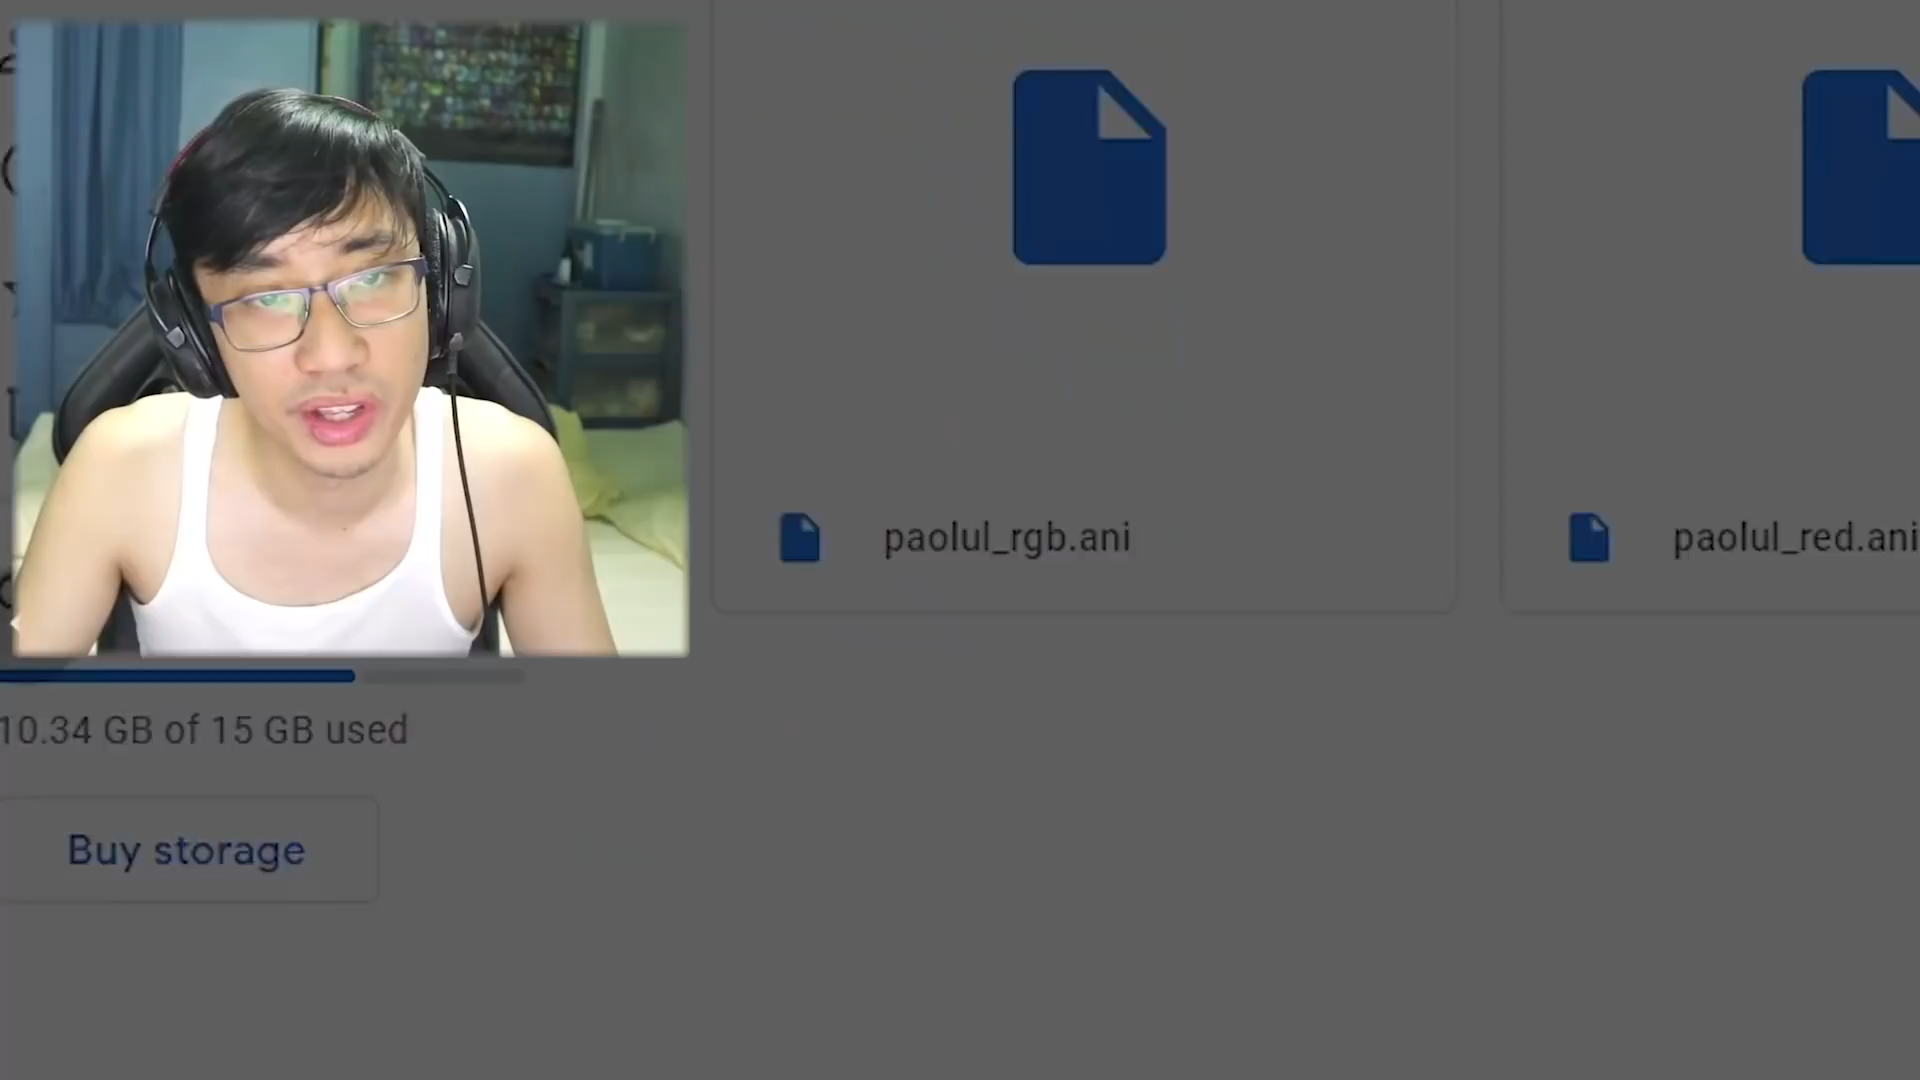 paolul_rgb.ani
paolul_red.ani
10.34 GB of 15 GB used
Buy storage